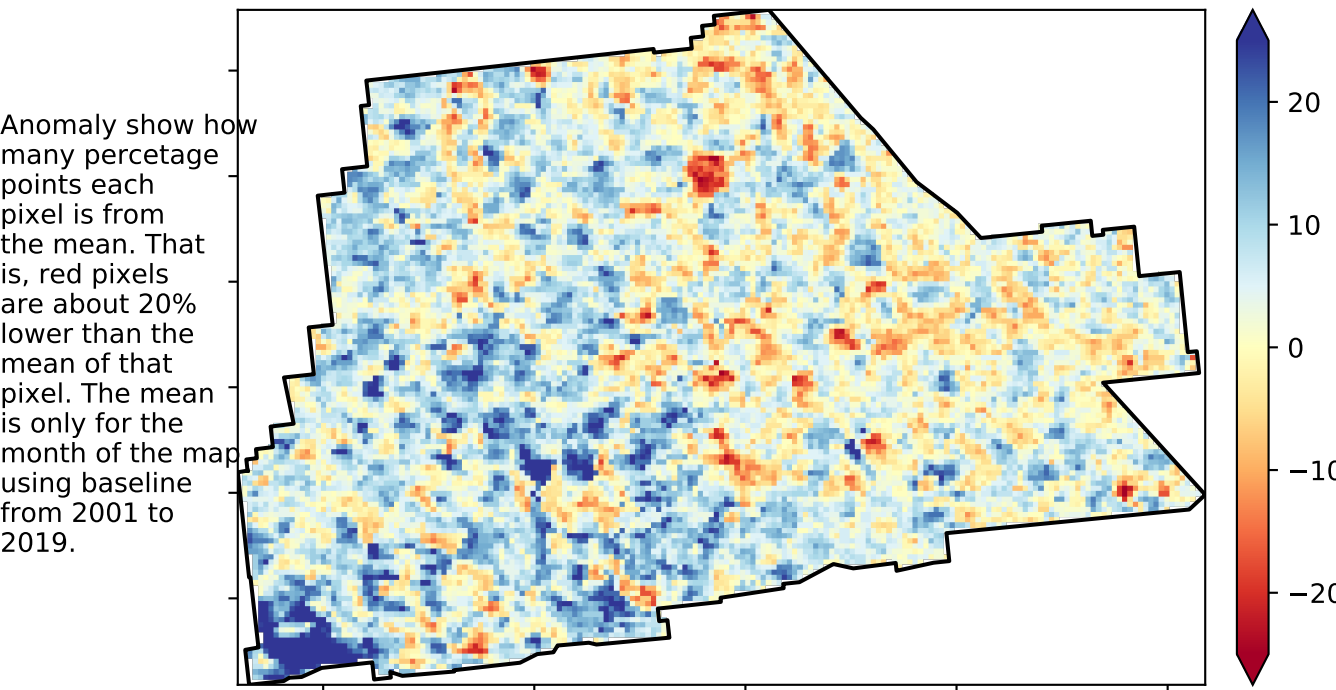 Anomaly show how
many percetage
points each
pixel is from
the mean. That
is, red pixels
are about 20%
lower than the
mean of that
pixel. The mean
is only for the
month of the map
using baseline
from 2001 to
2019.
20
10
0
−10
−20